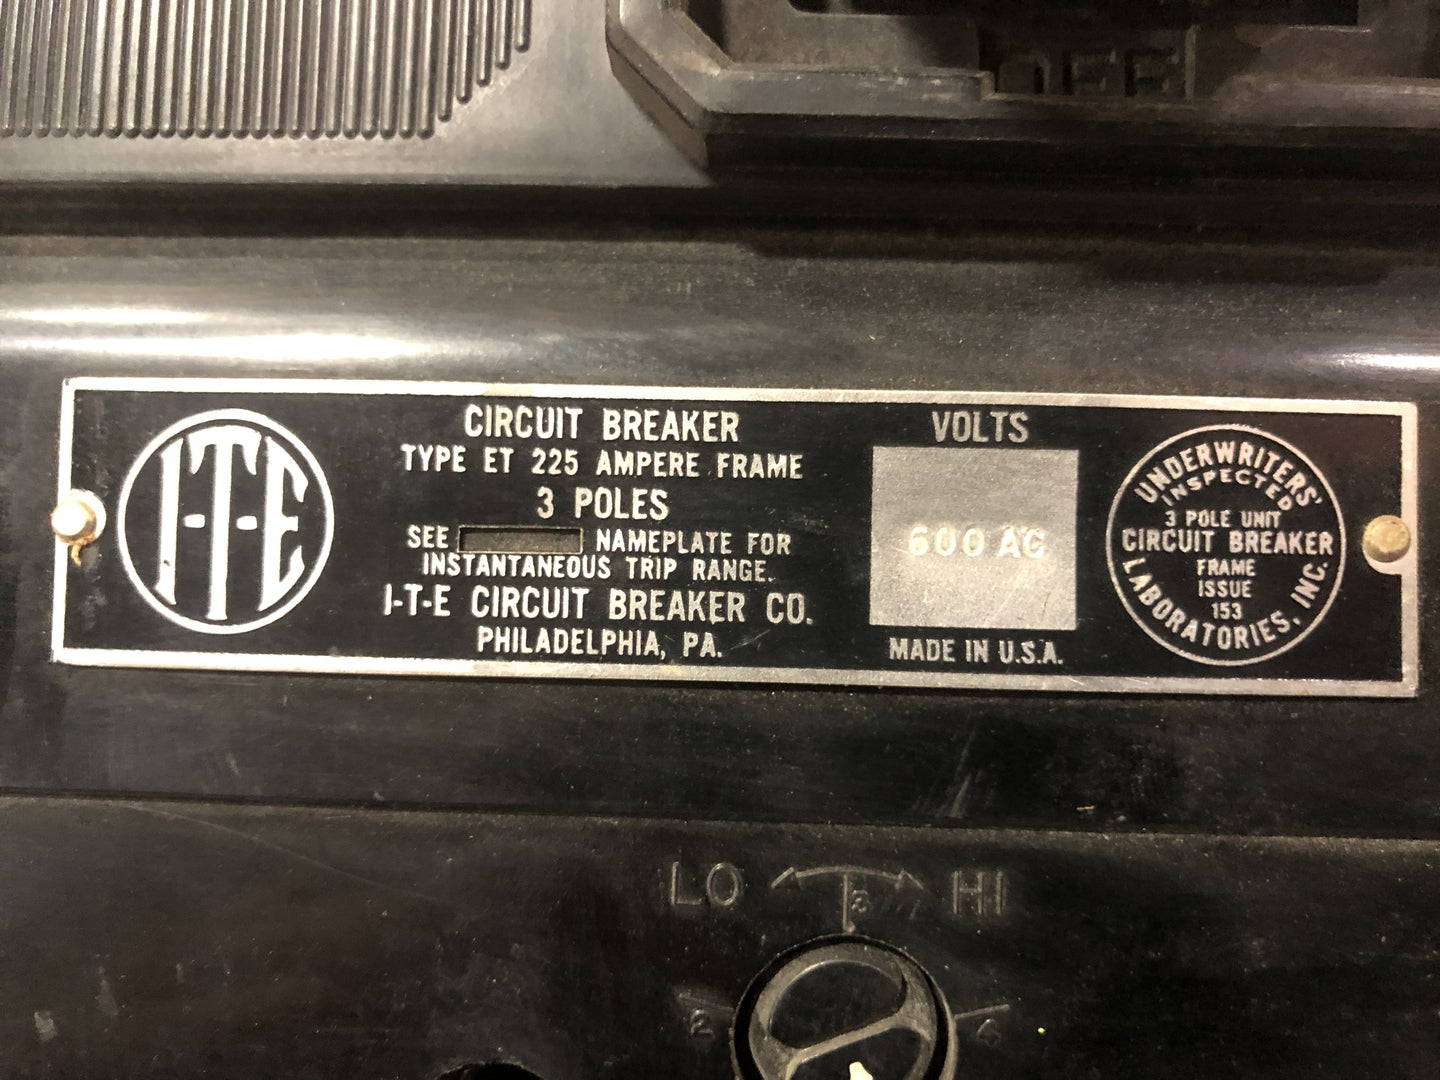 OFF
I-T-E
CIRCUIT BREAKER
TYPE ET 225 AMPERE FRAME
3 POLES
SEE NAMEPLATE FOR
INSTANTANEOUS TRIP RANGE.
I-T-E CIRCUIT BREAKER CO.
PHILADELPHIA, PA.
VOLTS
600 AC
MADE IN U.S.A.
UNDERWRITERS'
INSPECTED
3 POLE UNIT
CIRCUIT BREAKER
FRAME
ISSUE
153
LABORATORIES, INC.
LO HI
3
2 4